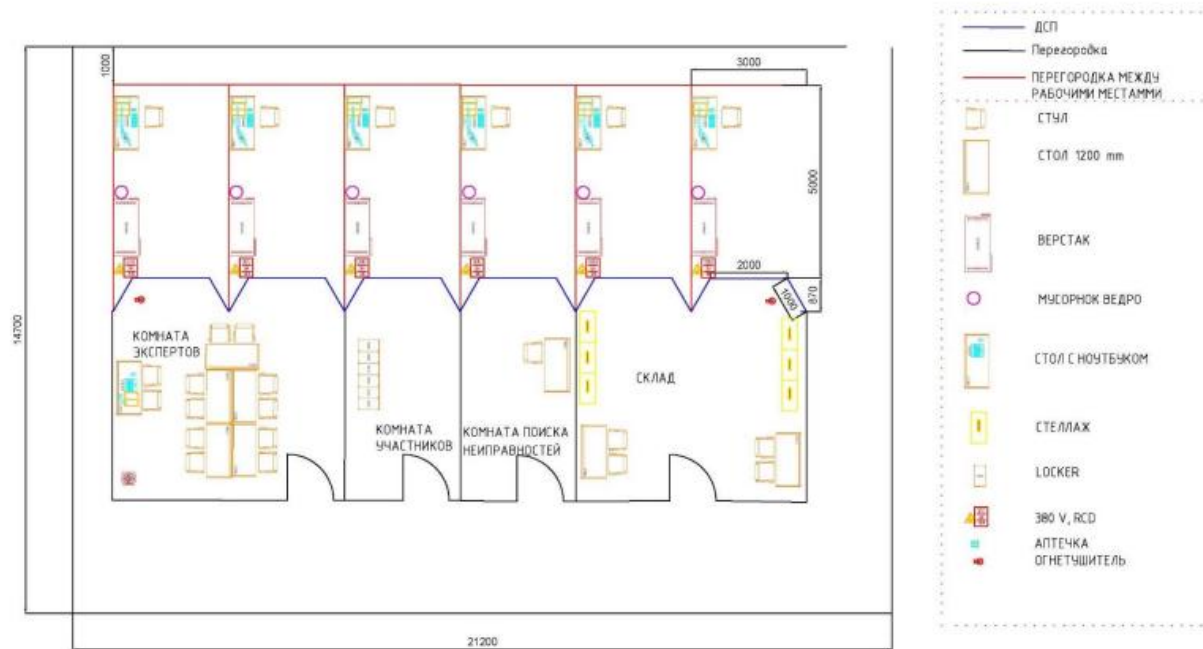 1000
3000
5000
2000
1000
870
14700
21200
КОМНАТА
ЭКСПЕРТОВ
КОМНАТА
УЧАСТНИКОВ
КОМНАТА ПОИСКА
НЕИПРАВНОСТЕЙ
СКЛАД
ДСП
Перегородка
ПЕРЕГОРОДКА МЕЖДУ
РАБОЧИМИ МЕСТАММИ
СТУЛ
СТОЛ 1200 mm
ВЕРСТАК
МУСОРНОК ВЕДРО
СТОЛ С НОУТБУКОМ
СТЕЛЛАЖ
LOCKER
380 V, RCD
АПТЕЧКА
ОГНЕТУШИТЕЛЬ